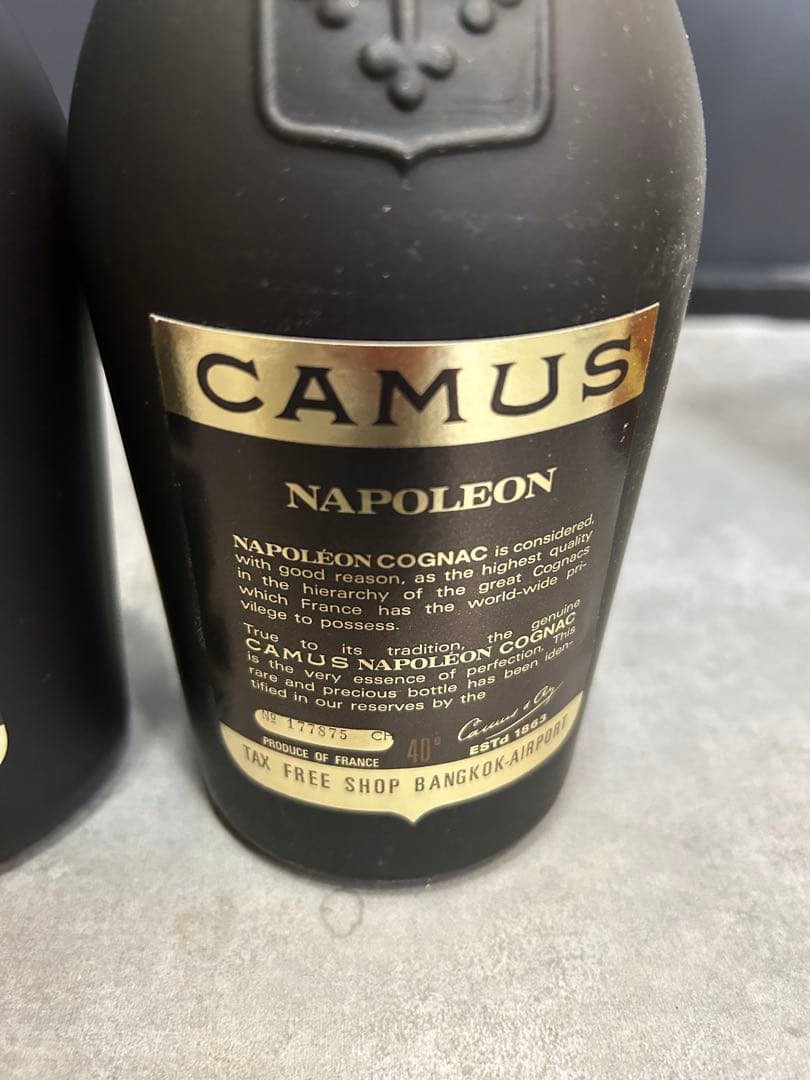 CAMUS
NAPOLEON
NAPOLÉON COGNAC is considered,
with good reason, as the highest quality
in the hierarchy of the great Cognacs
which France has the world-wide pri-
vilege to possess.
True to its tradition, the genuine
CAMUS NAPOLÉON COGNAC
is the very essence of perfection. This
rare and precious bottle has been iden-
tified in our reserves by the
Nº 177875 CH
Camus & Co
PRODUCE OF FRANCE 40° ESTd 1863
TAX FREE SHOP BANGKOK-AIRPORT